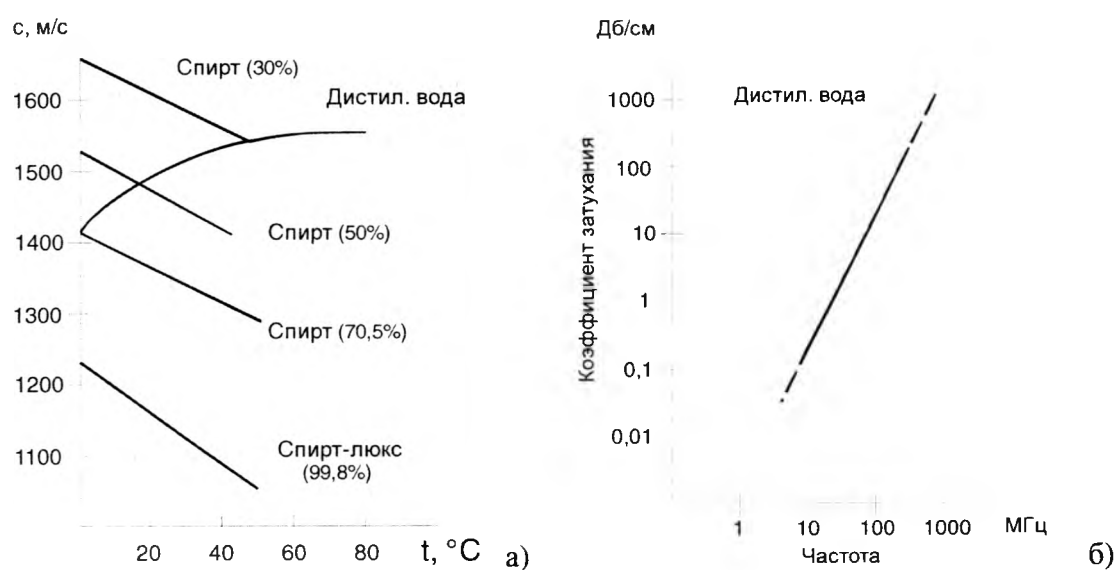 с, м/с
1600
1500
1400
1300
1200
1100
Спирт (30%)
Дистил. вода
Спирт (50%)
Спирт (70,5%)
Спирт-люкс
(99,8%)
20
40
60
80
t, °C
а)
Дб/см
Коэффициент затухания
1000
100
10
1
0,1
0,01
Дистил. вода
1
10
100
1000
МГц
Частота
б)